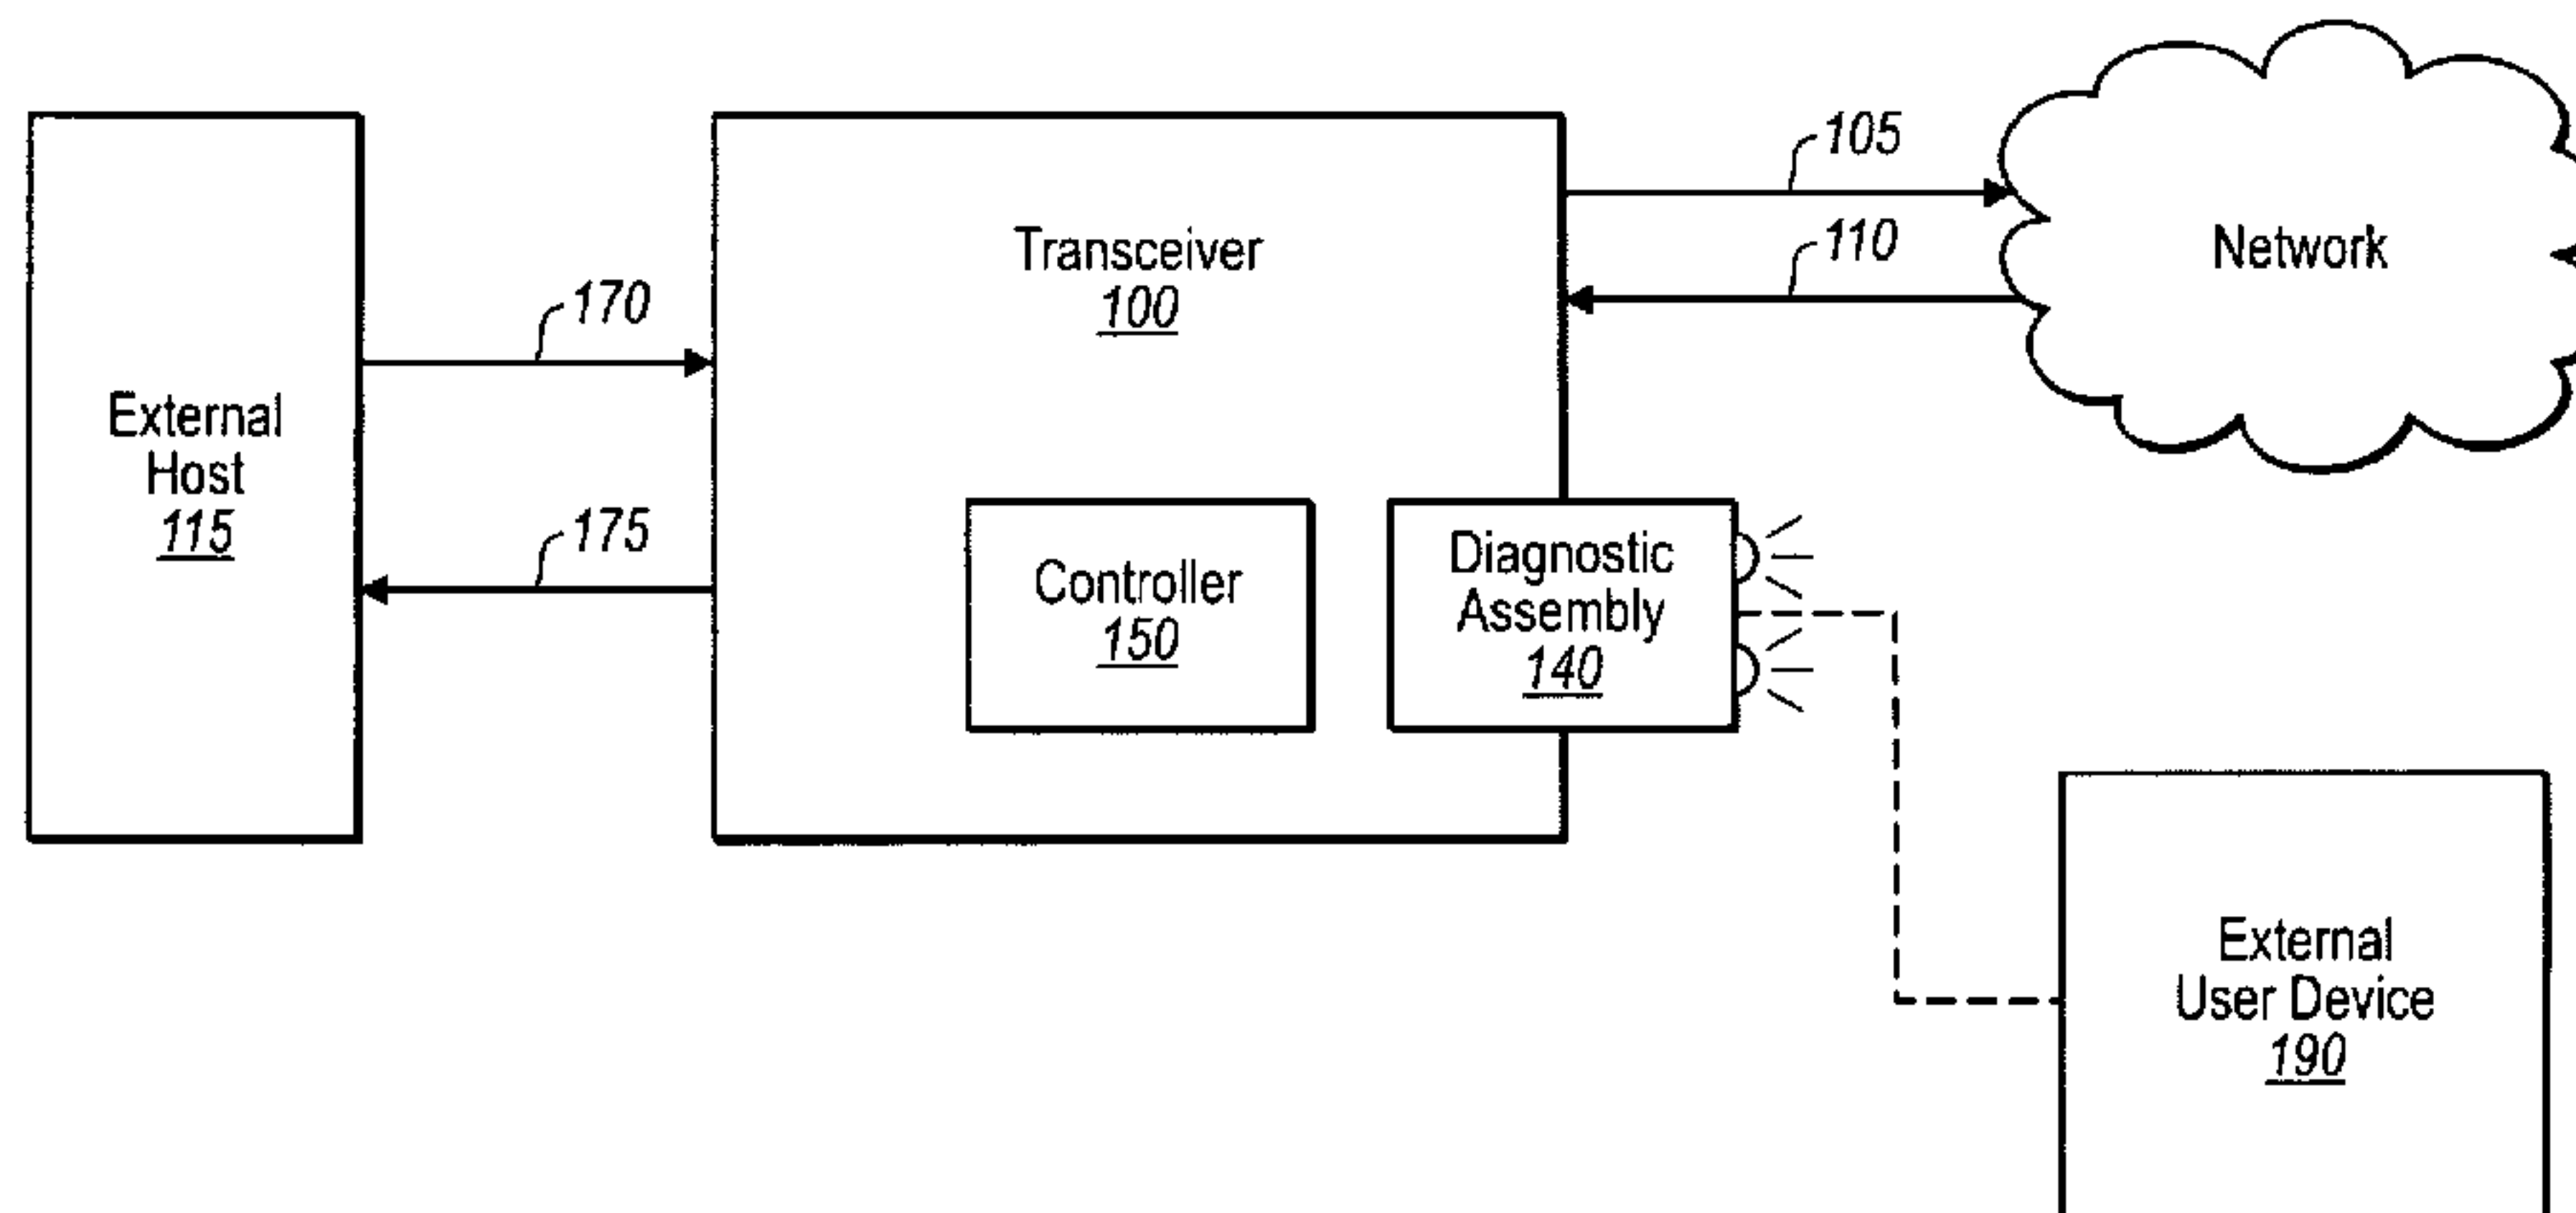 105
Network
110
Transceiver
100
170
External
Host
115
175
Controller
150
Diagnostic
Assembly
140
External
User Device
190